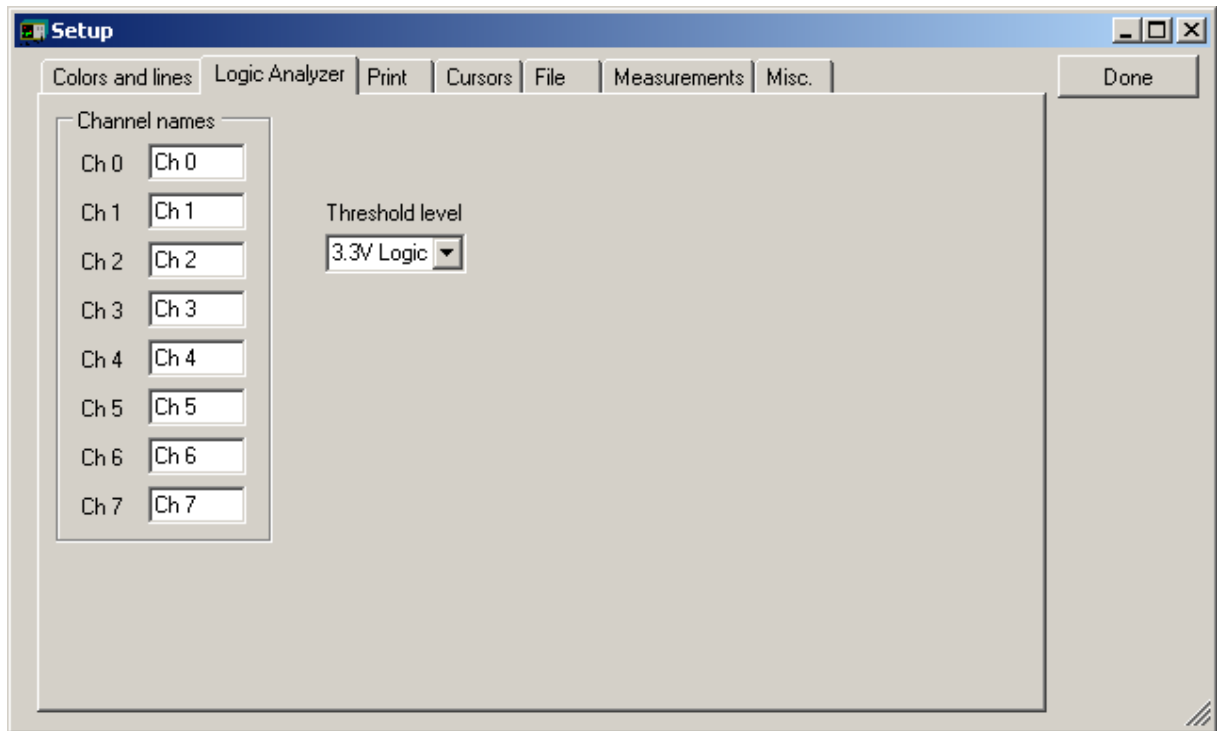 Setup
Colors and lines Logic Analyzer Print Cursors File Measurements Misc. Done
Channel names
Ch 0 Ch 0
Ch 1 Ch 1 Threshold level
Ch 2 Ch 2 3.3V Logic
Ch 3 Ch 3
Ch 4 Ch 4
Ch 5 Ch 5
Ch 6 Ch 6
Ch 7 Ch 7